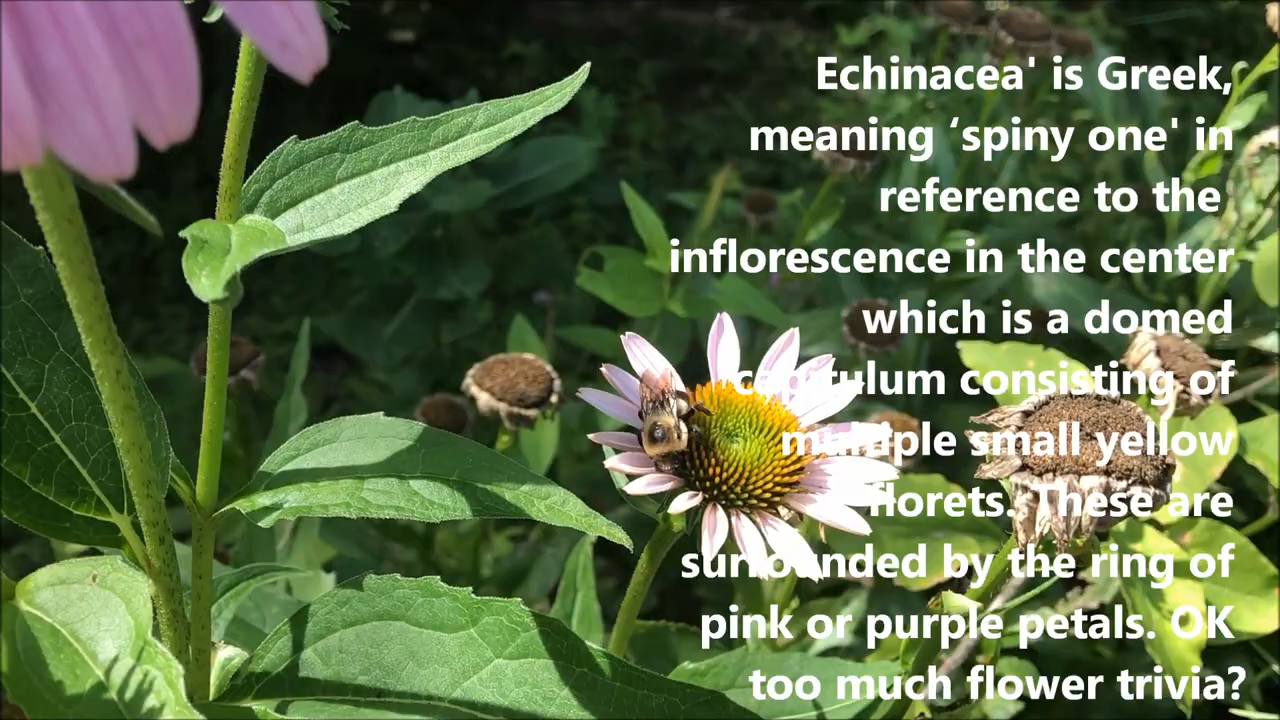 Echinacea' is Greek,
meaning ‘spiny one' in
reference to the
inflorescence in the center
which is a domed
capitulum consisting of
multiple small yellow
florets. These are
surrounded by the ring of
pink or purple petals. OK
too much flower trivia?